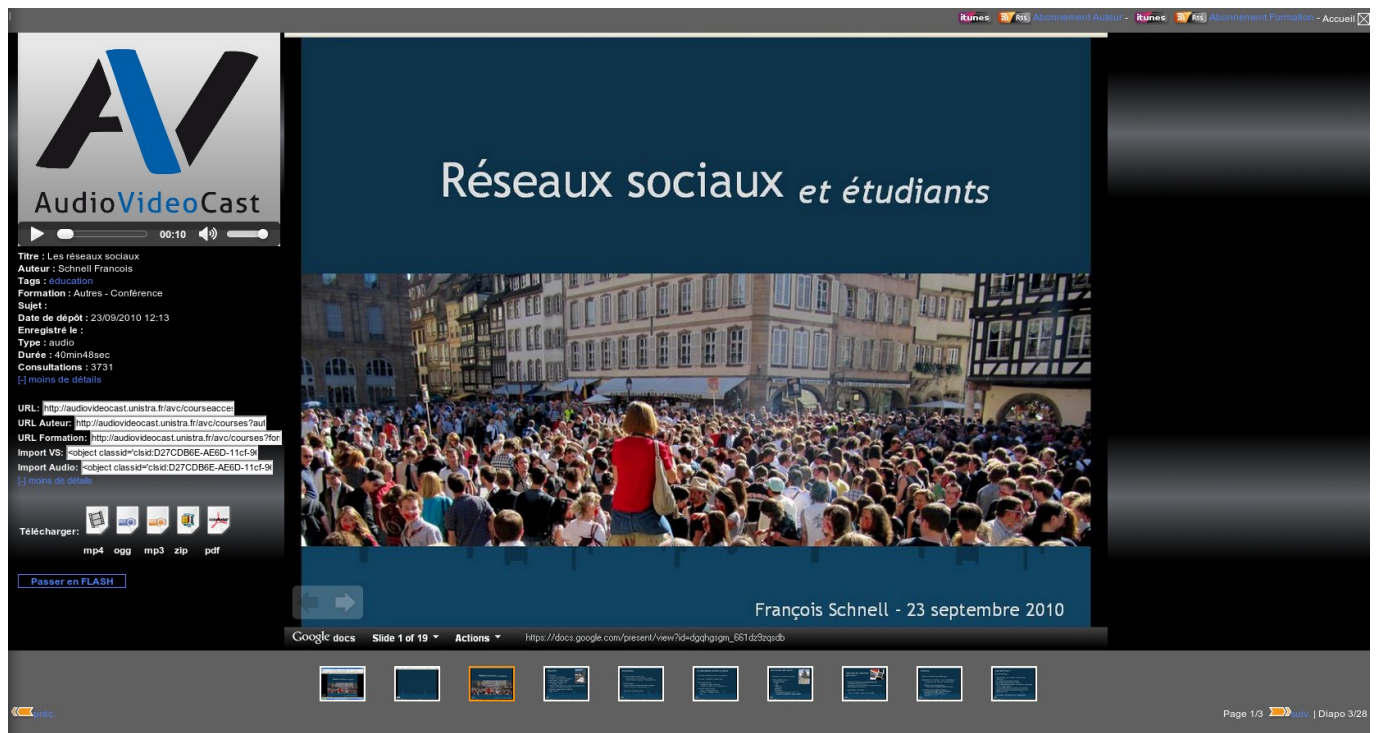 itunes RSS Abonnement Auteur - itunes RSS Abonnement Formation - Accueil
AudioVideoCast
00:10
Titre : Les réseaux sociaux
Auteur : Schnell Francois
Tags : éducation
Formation : Autres - Conférence
Sujet :
Date de dépôt : 23/09/2010 12:13
Enregistré le :
Type : audio
Durée : 40min48sec
Consultations : 3731
[-] moins de détails
URL: http://audiovideocast.unistra.fr/avc/courseacces
URL Auteur: http://audiovideocast.unistra.fr/avc/courses?aut
URL Formation: http://audiovideocast.unistra.fr/avc/courses?for
Import VS: <object classid='clsid:D27CDB6E-AE6D-11cf-96
Import Audio: <object classid='clsid:D27CDB6E-AE6D-11cf-96
[-] moins de détails
Télécharger:
mp4 ogg mp3 zip pdf
Passer en FLASH
Réseaux sociaux et étudiants
François Schnell - 23 septembre 2010
Google docs Slide 1 of 19 Actions https://docs.google.com/present/view?id=dgqhgsgm_661dz9zqsdb
préc.
Page 1/3 suiv. | Diapo 3/28